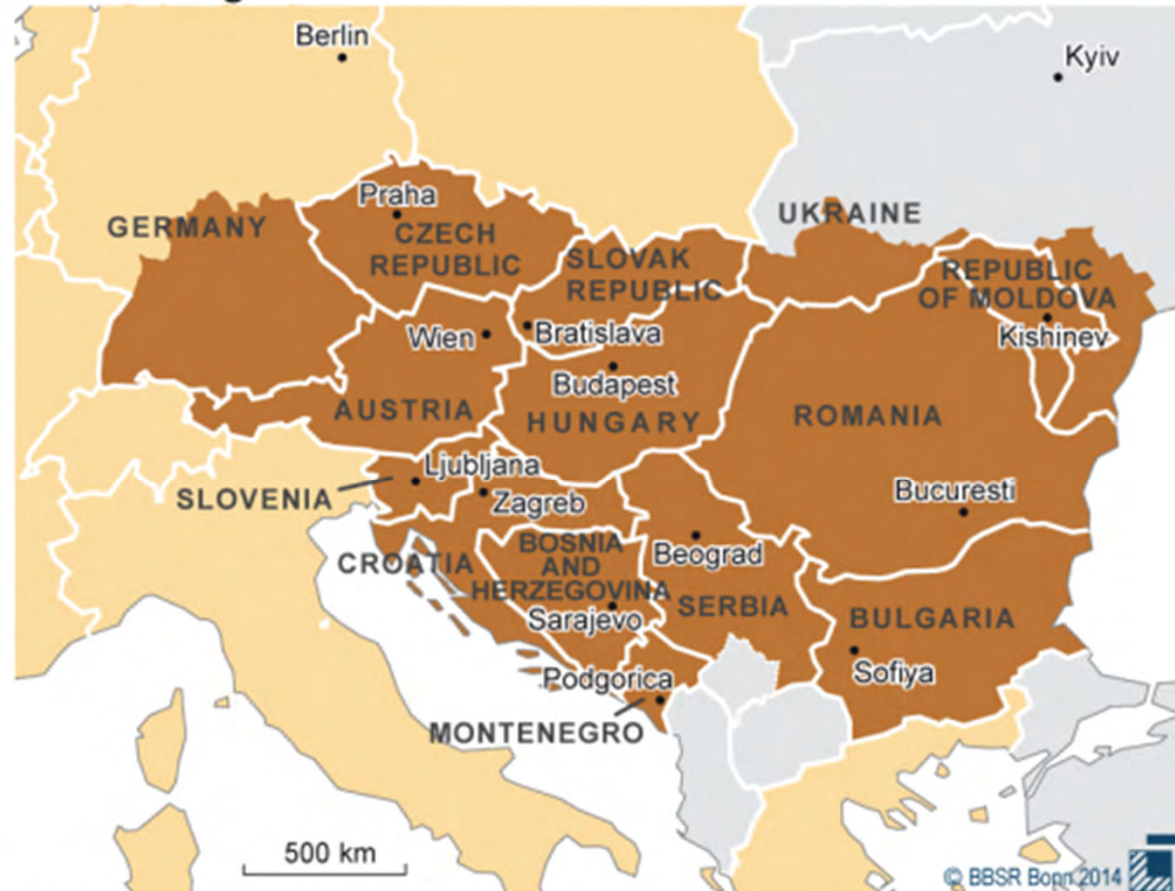 Berlin
Kyiv
Praha
GERMANY
UKRAINE
CZECH
REPUBLIC
SLOVAK
REPUBLIC
REPUBLIC
OF MOLDOVA
Kishinev
Wien
Bratislava
Budapest
AUSTRIA
HUNGARY
ROMANIA
Ljubljana
SLOVENIA
Zagreb
Bucuresti
CROATIA
BOSNIA
AND
HERZEGOVINA
Beograd
Sarajevo
SERBIA
BULGARIA
Sofiya
Podgorica
MONTENEGRO
500 km
© BBSR Bonn 2014